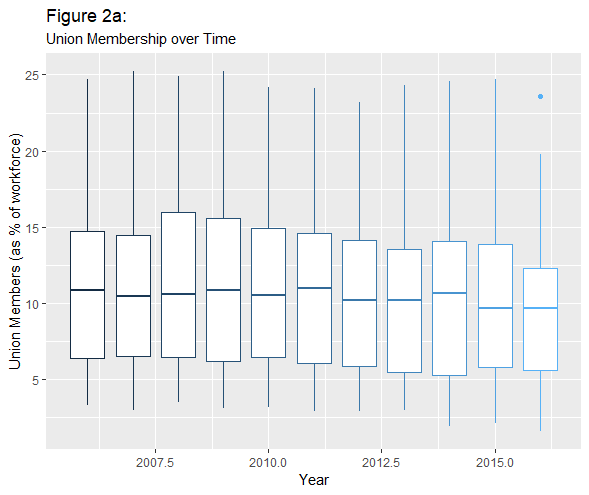 Figure 2a:
Union Membership over Time
Union Members (as % of workforce)
25
20
15
10
5
2007.5 2010.0 2012.5 2015.0
Year